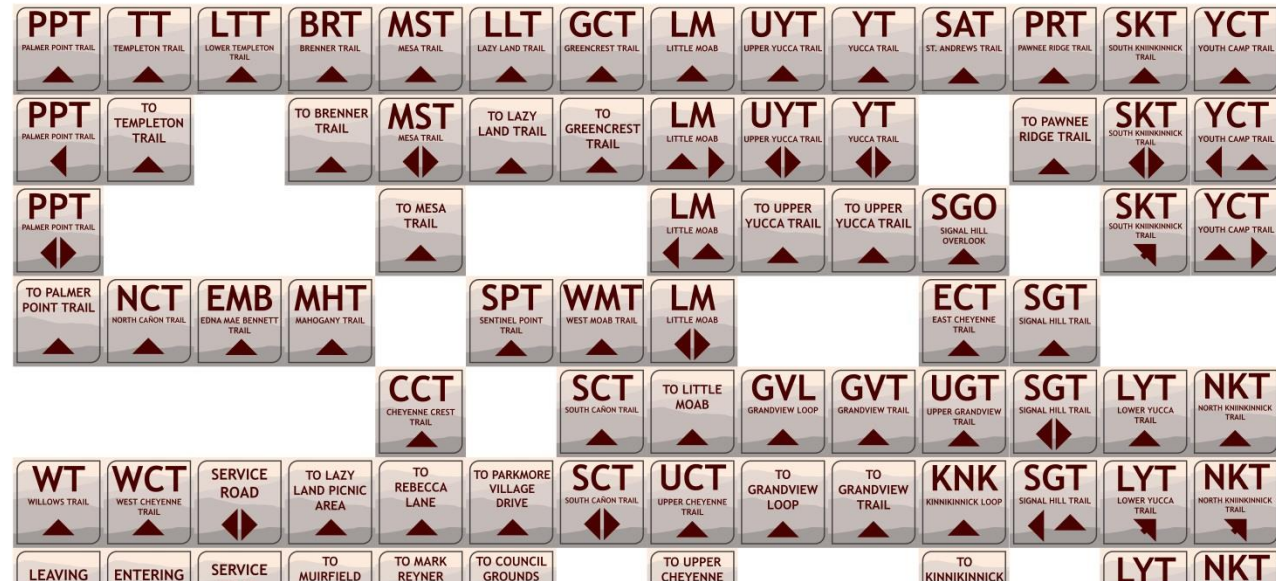 PPT
PALMER POINT TRAIL
TT
TEMPLETON TRAIL
LTT
LOWER TEMPLETON
TRAIL
BRT
BRENNER TRAIL
MST
MESA TRAIL
LLT
LAZY LAND TRAIL
GCT
GREENCREST TRAIL
LM
LITTLE MOAB
UYT
UPPER YUCCA TRAIL
YT
YUCCA TRAIL
SAT
ST. ANDREWS TRAIL
PRT
PAWNEE RIDGE TRAIL
SKT
SOUTH KNIINKINNICK
TRAIL
YCT
YOUTH CAMP TRAIL
PPT
PALMER POINT TRAIL
TO
TEMPLETON
TRAIL
TO BRENNER
TRAIL
MST
MESA TRAIL
TO LAZY
LAND TRAIL
TO
GREENCREST
TRAIL
LM
LITTLE MOAB
UYT
UPPER YUCCA TRAIL
YT
YUCCA TRAIL
TO PAWNEE
RIDGE TRAIL
SKT
SOUTH KNIINKINNICK
TRAIL
YCT
YOUTH CAMP TRAIL
PPT
PALMER POINT TRAIL
TO MESA
TRAIL
LM
LITTLE MOAB
TO UPPER
YUCCA TRAIL
TO UPPER
YUCCA TRAIL
SGO
SIGNAL HILL
OVERLOOK
SKT
SOUTH KNIINKINNICK
TRAIL
YCT
YOUTH CAMP TRAIL
TO PALMER
POINT TRAIL
NCT
NORTH CAÑON TRAIL
EMB
EDNA MAE BENNETT
TRAIL
MHT
MAHOGANY TRAIL
SPT
SENTINEL POINT
TRAIL
WMT
WEST MOAB TRAIL
LM
LITTLE MOAB
ECT
EAST CHEYENNE
TRAIL
SGT
SIGNAL HILL TRAIL
CCT
CHEYENNE CREST
TRAIL
SCT
SOUTH CAÑON TRAIL
TO LITTLE
MOAB
GVL
GRANDVIEW LOOP
GVT
GRANDVIEW TRAIL
UGT
UPPER GRANDVIEW
TRAIL
SGT
SIGNAL HILL TRAIL
LYT
LOWER YUCCA
TRAIL
NKT
NORTH KNIINKINNICK
TRAIL
WT
WILLOWS TRAIL
WCT
WEST CHEYENNE
TRAIL
SERVICE
ROAD
TO LAZY
LAND PICNIC
AREA
TO
REBECCA
LANE
TO PARKMORE
VILLAGE
DRIVE
SCT
SOUTH CAÑON TRAIL
UCT
UPPER CHEYENNE
TRAIL
TO
GRANDVIEW
LOOP
TO
GRANDVIEW
TRAIL
KNK
KINNIKINNICK LOOP
SGT
SIGNAL HILL TRAIL
LYT
LOWER YUCCA
TRAIL
NKT
NORTH KNIINKINNICK
TRAIL
LEAVING
ENTERING
SERVICE
TO
MUIRFIELD
TO MARK
REYNER
TO COUNCIL
GROUNDS
TO UPPER
CHEYENNE
TO
KINNIKINNICK
LYT
NKT